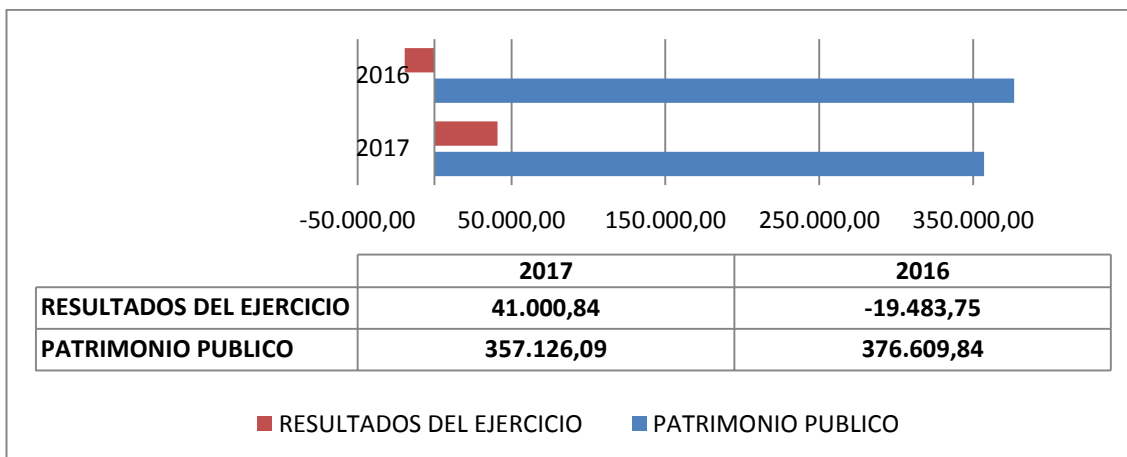 2016
2017
-50.000,00 50.000,00 150.000,00 250.000,00 350.000,00
2017 2016
RESULTADOS DEL EJERCICIO 41.000,84 -19.483,75
PATRIMONIO PUBLICO 357.126,09 376.609,84
RESULTADOS DEL EJERCICIO PATRIMONIO PUBLICO